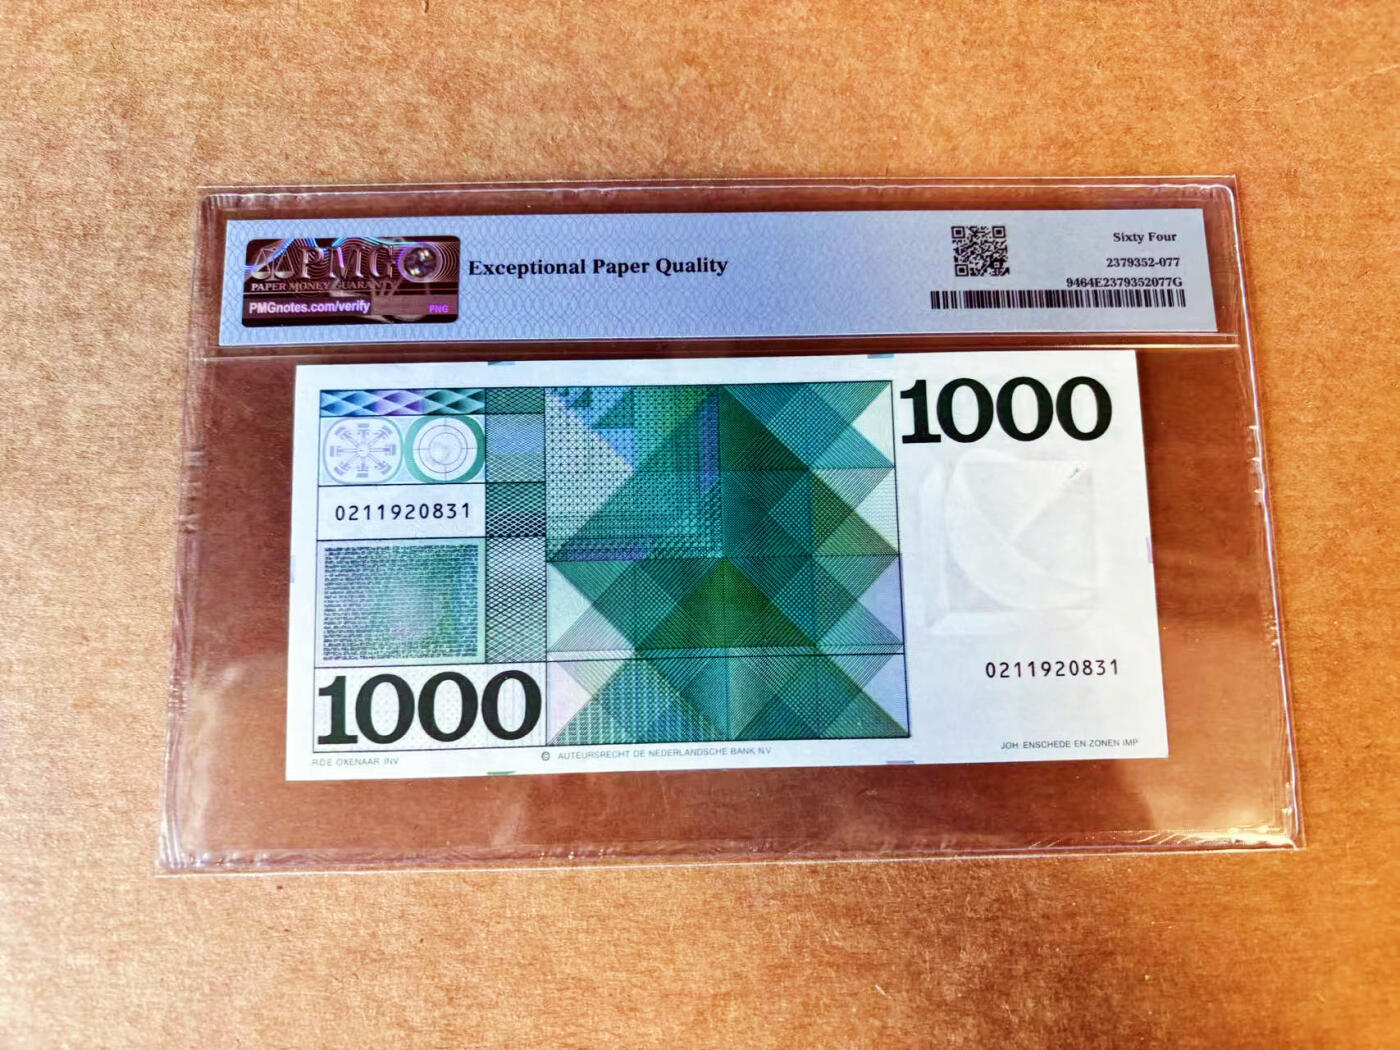 PMG
PAPER MONEY GUARANTY
PMGnotes.com/verify
PNG
Exceptional Paper Quality
Sixty Four
2379352-077
9464E2379352077G
1000
0211920831
0211920831
1000
R.D.E. OXENAAR INV
© AUTEURSRECHT DE NEDERLANDSCHE BANK N.V
JOH. ENSCHEDE EN ZONEN IMP